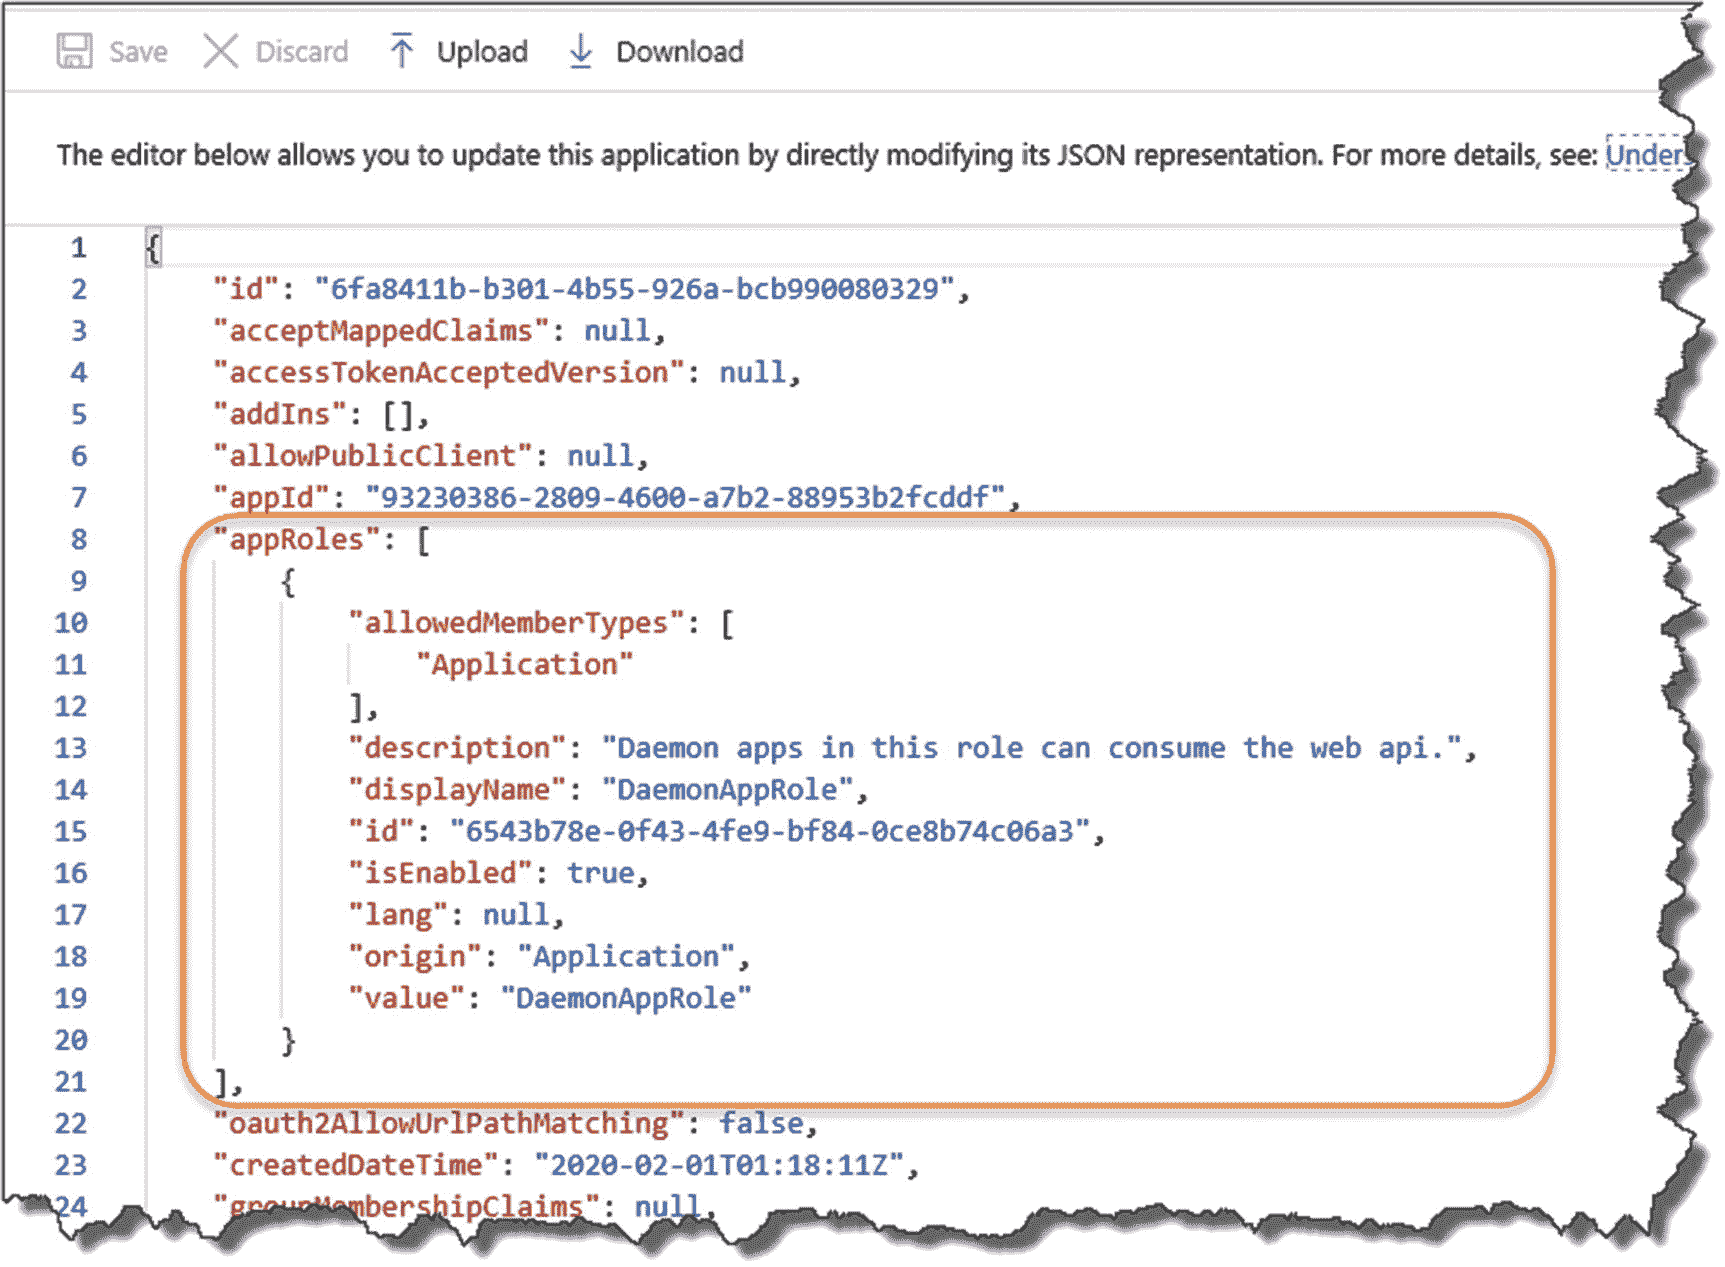 Save Discard Upload Download
The editor below allows you to update this application by directly modifying its JSON representation. For more details, see: Unders
1 {
2 "id": "6fa8411b-b301-4b55-926a-bcb990080329",
3 "acceptMappedClaims": null,
4 "accessTokenAcceptedVersion": null,
5 "addIns": [],
6 "allowPublicClient": null,
7 "appId": "93230386-2809-4600-a7b2-88953b2fcddf",
8 "appRoles": [
9 {
10 "allowedMemberTypes": [
11 "Application"
12 ],
13 "description": "Daemon apps in this role can consume the web api.",
14 "displayName": "DaemonAppRole",
15 "id": "6543b78e-0f43-4fe9-bf84-0ce8b74c06a3",
16 "isEnabled": true,
17 "lang": null,
18 "origin": "Application",
19 "value": "DaemonAppRole"
20 }
21 ],
22 "oauth2AllowUrlPathMatching": false,
23 "createdDateTime": "2020-02-01T01:18:11Z",
24 "groupMembershipClaims": null,